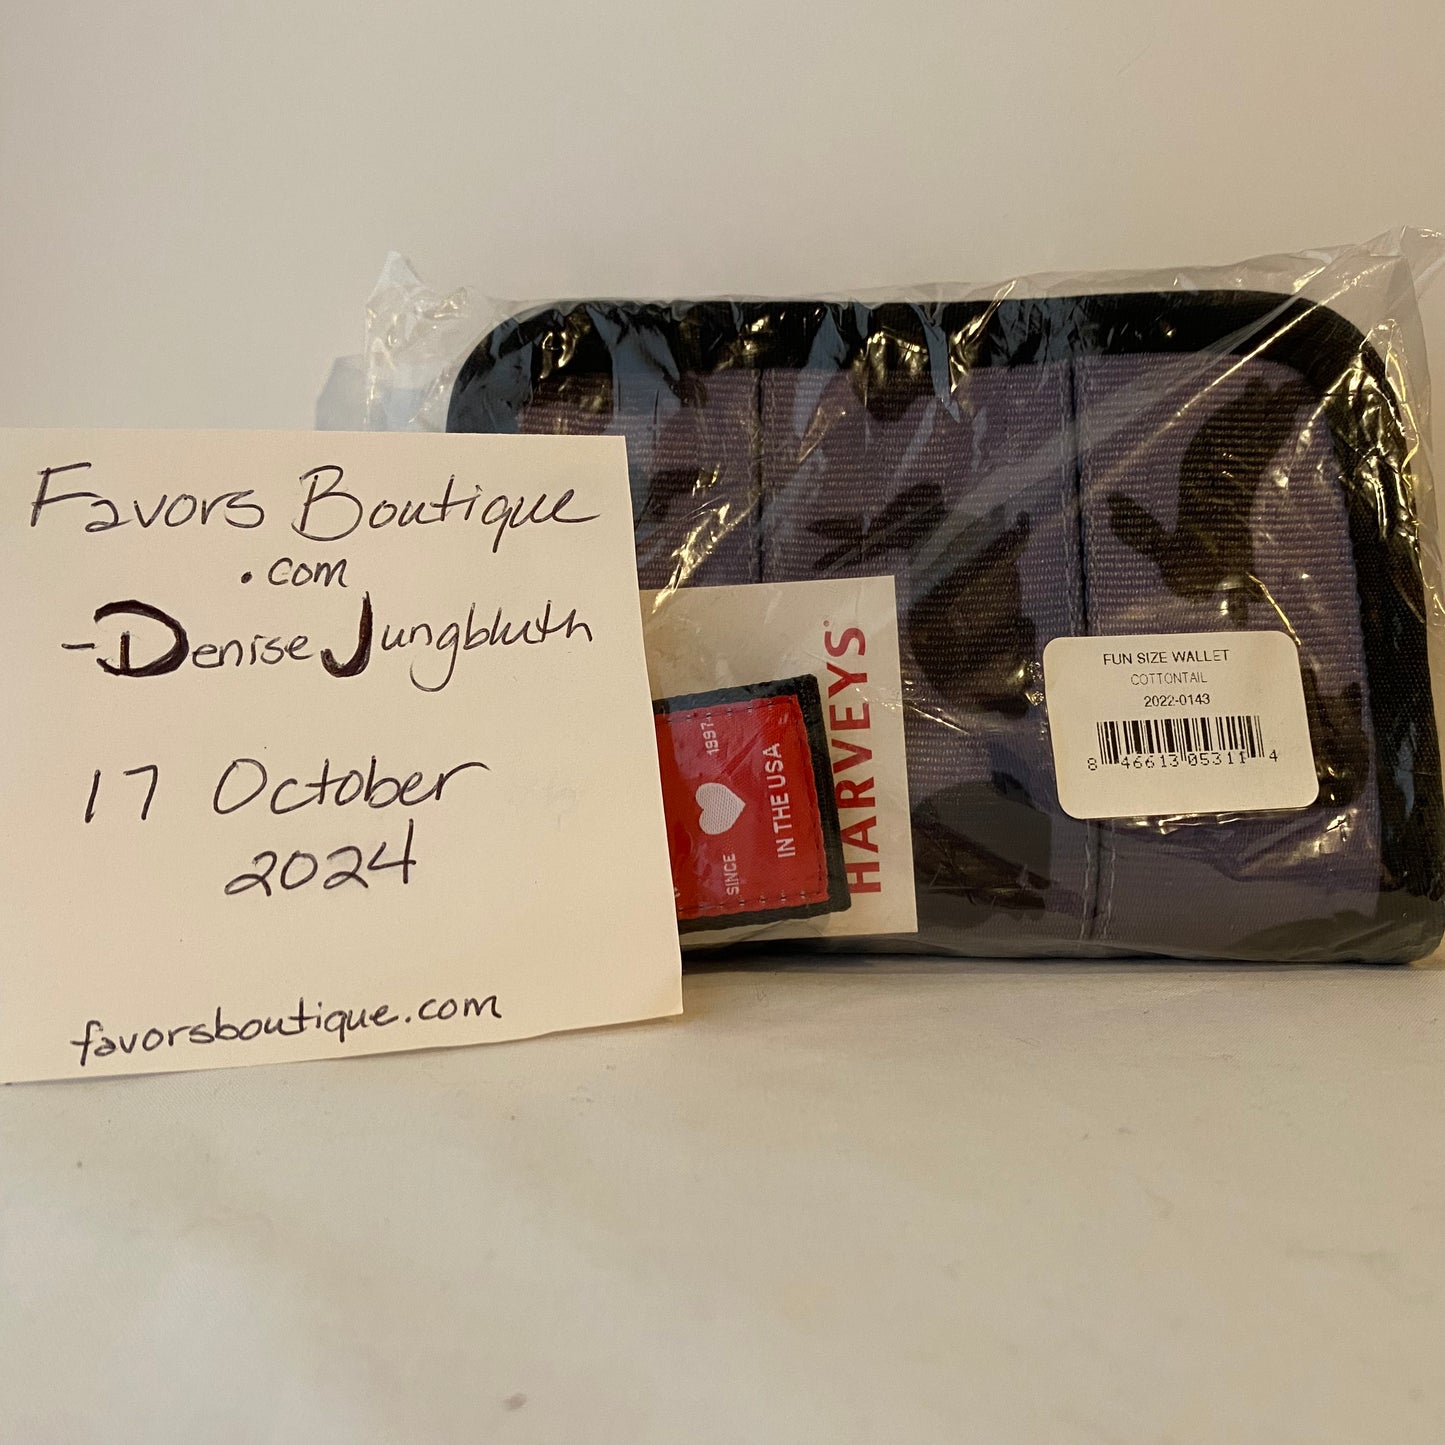 Favors Boutique
.com
- Denise Jungbluth
17 October
2024
favorsboutique.com
HARVEYS®
SINCE 1997
IN THE USA
FUN SIZE WALLET
COTTONTAIL
2022-0143
8 46613 05311 4